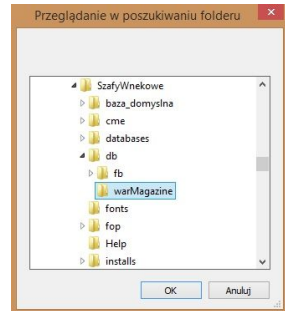 Przeglądanie w poszukiwaniu folderu
SzafyWnekowe
baza_domyslna
cme
databases
db
fb
warMagazine
fonts
fop
Help
installs
OK
Anuluj